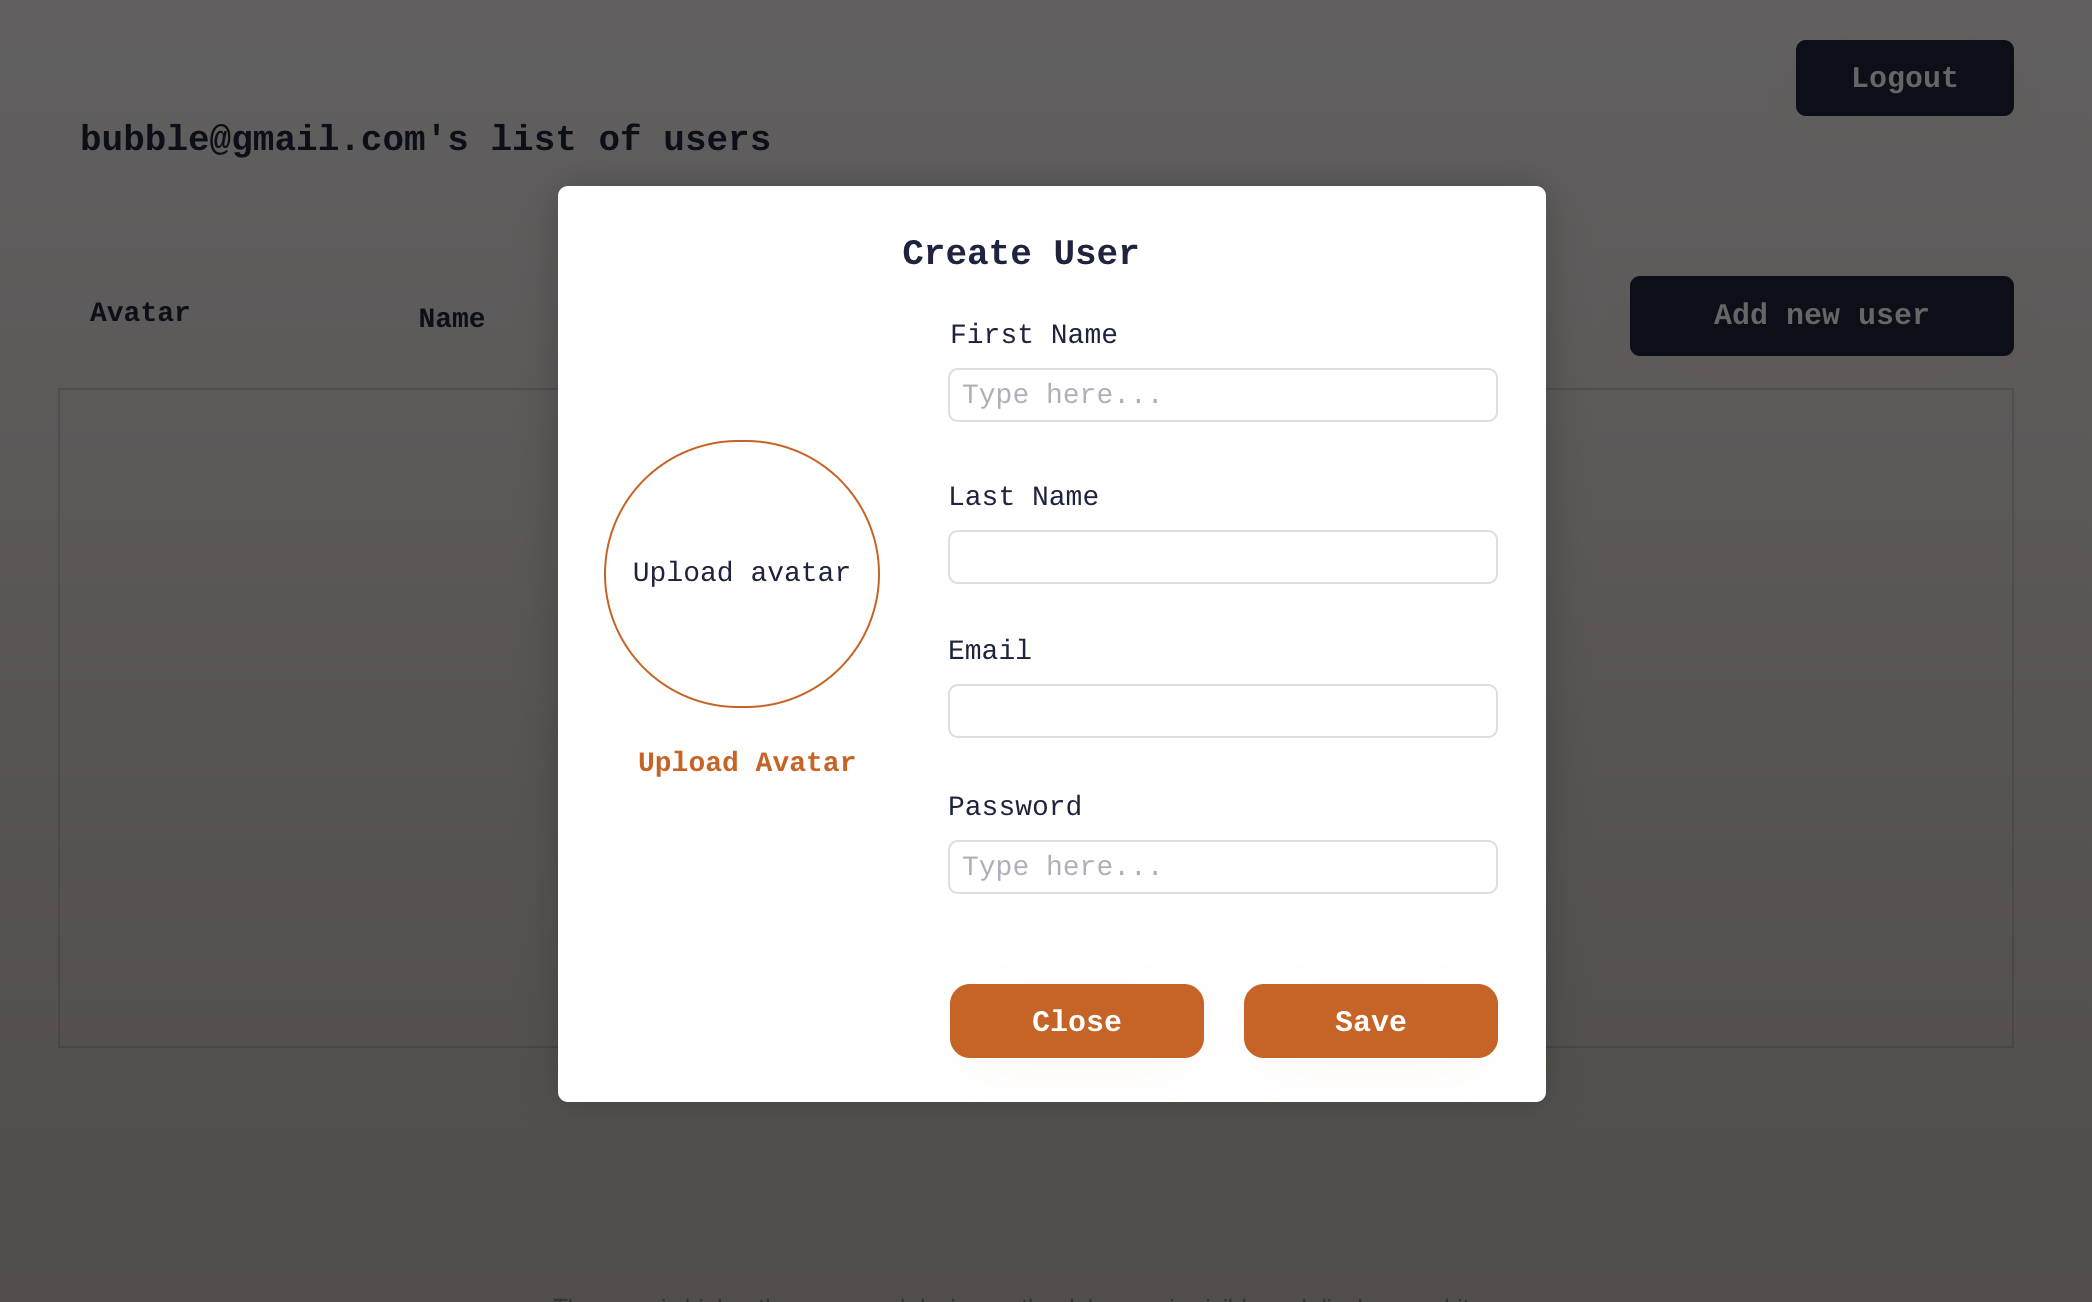 Logout
bubble@gmail.com's list of users
Create User
Avatar
Name
Add new user
First Name
Type here...
Last Name
Upload avatar
Email
Upload Avatar
Password
Type here...
Close
Save